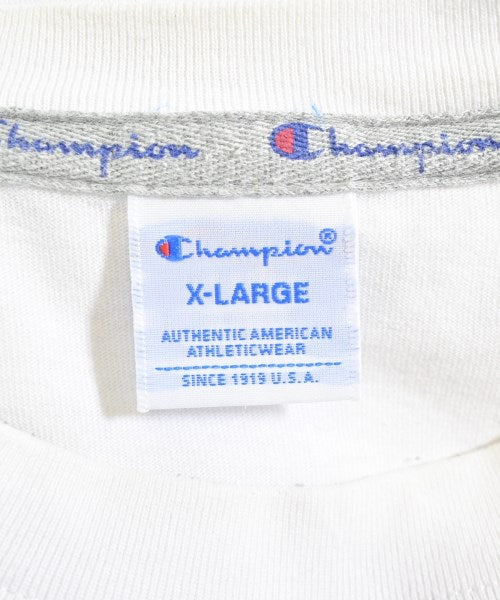 Champion Champion
Champion®
X-LARGE
AUTHENTIC AMERICAN
ATHLETICWEAR
SINCE 1919 U.S.A.